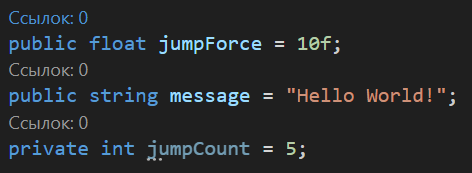 Ссылок: 0
public float jumpForce = 10f;
Ссылок: 0
public string message = "Hello World!";
Ссылок: 0
private int jumpCount = 5;